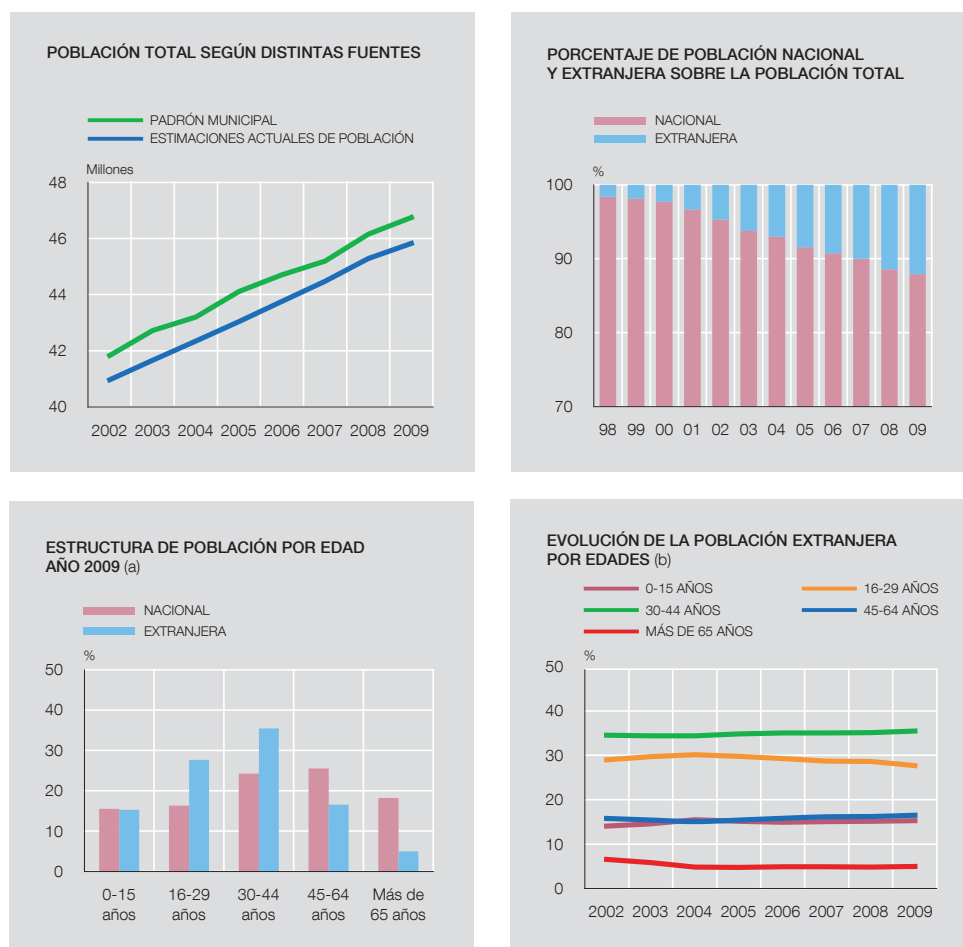 POBLACIÓN TOTAL SEGÚN DISTINTAS FUENTES
PADRÓN MUNICIPAL
ESTIMACIONES ACTUALES DE POBLACIÓN
Millones
48
46
44
42
40
2002 2003 2004 2005 2006 2007 2008 2009
PORCENTAJE DE POBLACIÓN NACIONAL
Y EXTRANJERA SOBRE LA POBLACIÓN TOTAL
NACIONAL
EXTRANJERA
%
100
90
80
70
98 99 00 01 02 03 04 05 06 07 08 09
ESTRUCTURA DE POBLACIÓN POR EDAD
AÑO 2009 (a)
NACIONAL
EXTRANJERA
%
50
40
30
20
10
0
0-15 16-29 30-44 45-64 Más de
años años años años 65 años
EVOLUCIÓN DE LA POBLACIÓN EXTRANJERA
POR EDADES (b)
0-15 AÑOS 16-29 AÑOS
30-44 AÑOS 45-64 AÑOS
MÁS DE 65 AÑOS
%
50
40
30
20
10
0
2002 2003 2004 2005 2006 2007 2008 2009